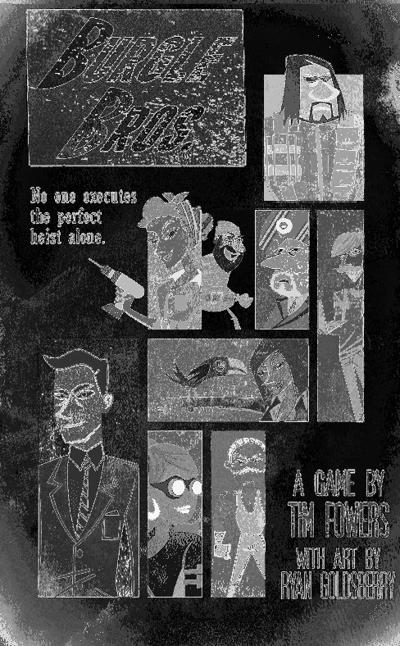 BURGLE
BROS.
No one executes
the perfect
heist alone.
A GAME BY
TIM FOWERS
WITH ART BY
RYAN GOLDSBERRY